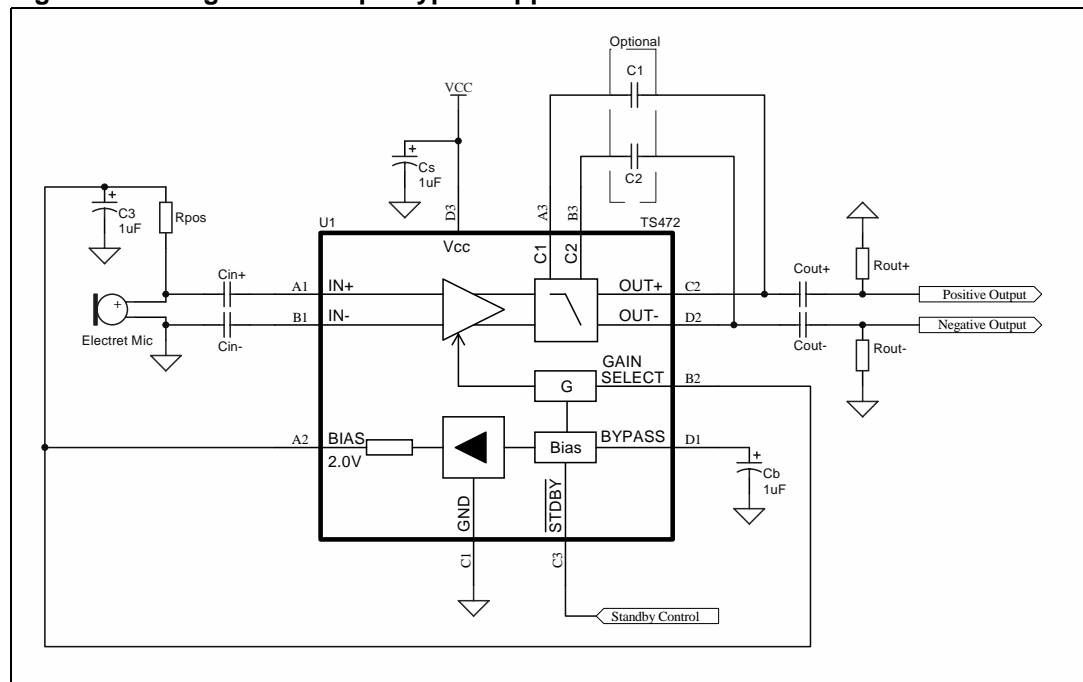 Optional
C1
VCC
C2
+
Cs
1uF
D3
A3
B3
+
C3
1uF
Rpos
U1
TS472
Vcc
C1
C2
Cin+
A1
IN+
OUT+
C2
Cout+
Rout+
Positive Output
+
Electret Mic
B1
IN-
OUT-
D2
Negative Output
Cin-
Cout-
Rout-
GAIN
SELECT
B2
G
A2
BIAS
2.0V
Bias
BYPASS
D1
+
Cb
1uF
GND
STDBY
C1
C3
Standby Control